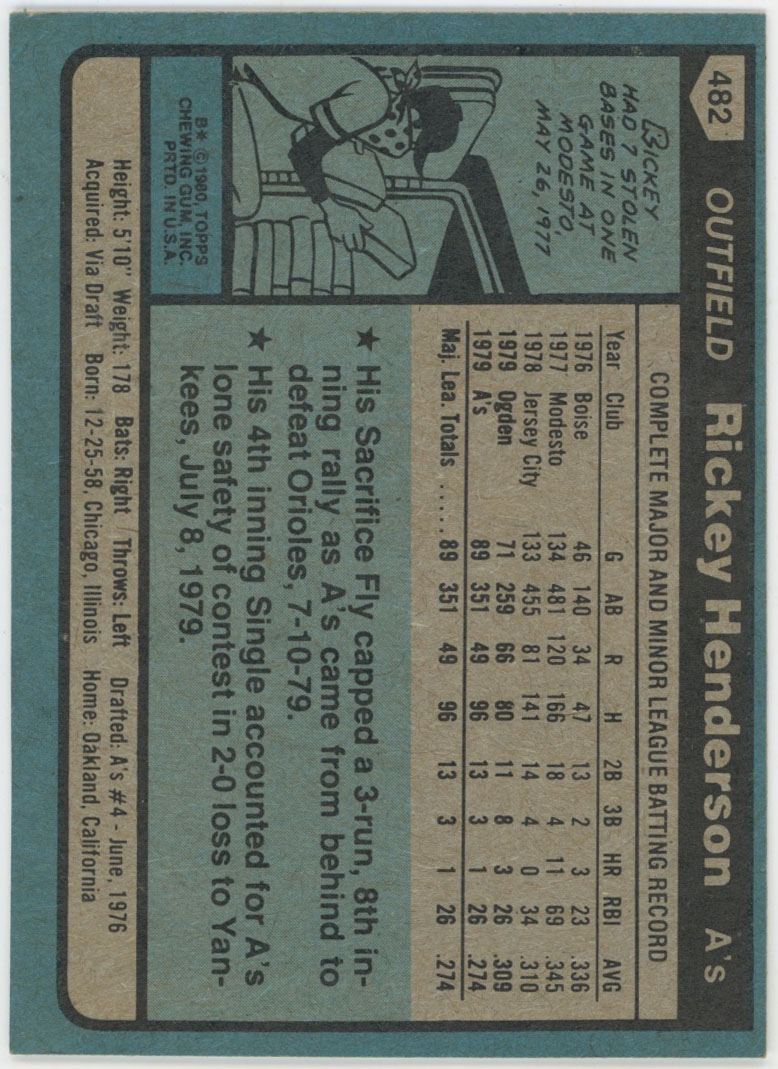 482
OUTFIELD Rickey Henderson A's
RICKEY
HAD 7 STOLEN
BASES IN ONE
GAME AT
MODESTO,
MAY 26, 1977
B* © 1980, TOPPS
CHEWING GUM, INC.
PRTD. IN U.S.A.
COMPLETE MAJOR AND MINOR LEAGUE BATTING RECORD
Year Club G AB R H 2B 3B HR RBI AVG
1976 Boise 46 140 34 47 13 2 3 23 .336
1977 Modesto 134 481 120 166 18 4 11 69 .345
1978 Jersey City 133 455 81 141 14 4 0 34 .310
1979 Ogden 71 259 66 80 11 8 3 26 .309
1979 A's 89 351 49 96 13 3 1 26 .274
Maj. Lea. Totals ..... 89 351 49 96 13 3 1 26 .274
★ His Sacrifice Fly capped a 3-run, 8th in-
ning rally as A's came from behind to
defeat Orioles, 7-10-79.
★ His 4th inning Single accounted for A's
lone safety of contest in 2-0 loss to Yan-
kees, July 8, 1979.
Height: 5'10" Weight: 178 Bats: Right Throws: Left Drafted: A's #4 - June, 1976
Acquired: Via Draft Born: 12-25-58, Chicago, Illinois Home: Oakland, California